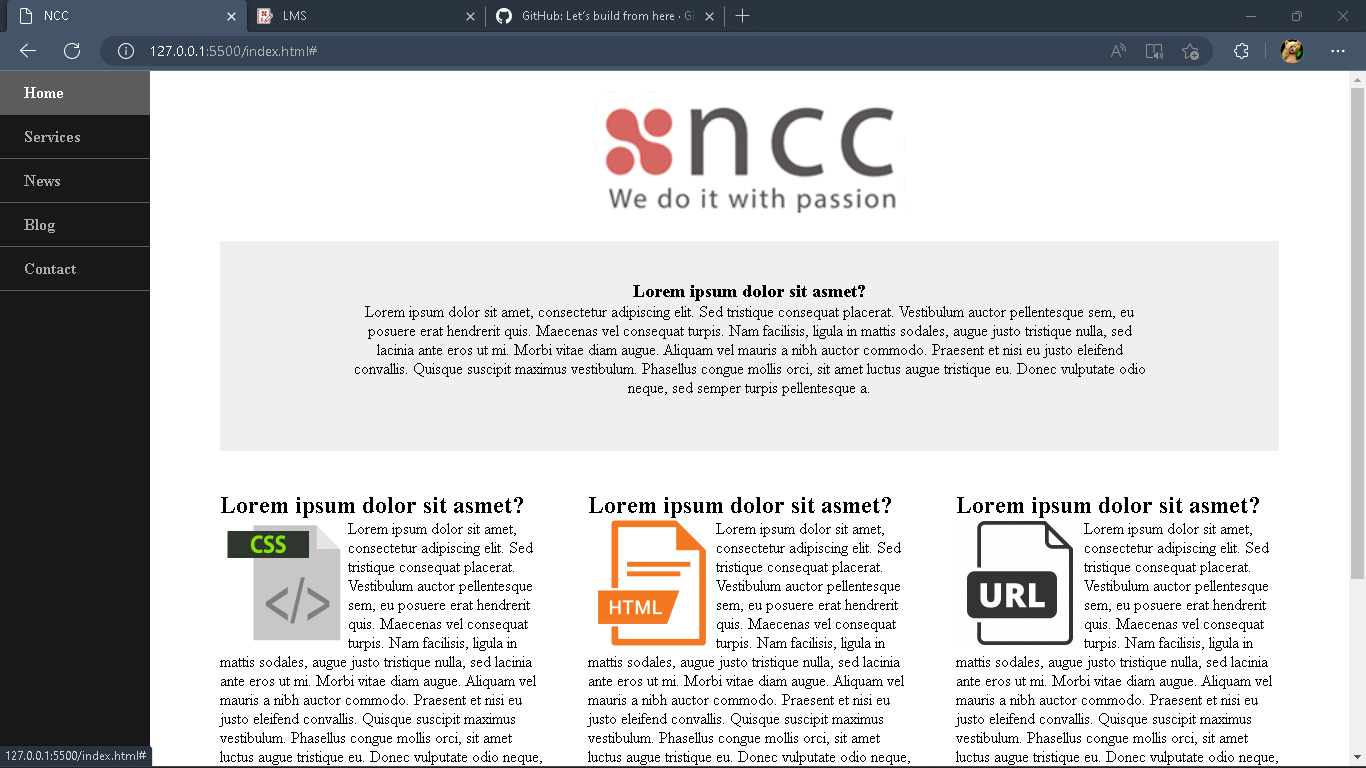 NCC
LMS
GitHub: Let's build from here · Gi
127.0.0.1:5500/index.html#
Home
Services
News
Blog
Contact
ncc
We do it with passion
Lorem ipsum dolor sit asmet?
Lorem ipsum dolor sit amet, consectetur adipiscing elit. Sed tristique consequat placerat. Vestibulum auctor pellentesque sem, eu
posuere erat hendrerit quis. Maecenas vel consequat turpis. Nam facilisis, ligula in mattis sodales, augue justo tristique nulla, sed
lacinia ante eros ut mi. Morbi vitae diam augue. Aliquam vel mauris a nibh auctor commodo. Praesent et nisi eu justo eleifend
convallis. Quisque suscipit maximus vestibulum. Phasellus congue mollis orci, sit amet luctus augue tristique eu. Donec vulputate odio
neque, sed semper turpis pellentesque a.
Lorem ipsum dolor sit asmet?
CSS
</>
Lorem ipsum dolor sit amet,
consectetur adipiscing elit. Sed
tristique consequat placerat.
Vestibulum auctor pellentesque
sem, eu posuere erat hendrerit
quis. Maecenas vel consequat
turpis. Nam facilisis, ligula in
mattis sodales, augue justo tristique nulla, sed lacinia
ante eros ut mi. Morbi vitae diam augue. Aliquam vel
mauris a nibh auctor commodo. Praesent et nisi eu
justo eleifend convallis. Quisque suscipit maximus
vestibulum. Phasellus congue mollis orci, sit amet
luctus augue tristique eu. Donec vulputate odio neque,
Lorem ipsum dolor sit asmet?
HTML
Lorem ipsum dolor sit amet,
consectetur adipiscing elit. Sed
tristique consequat placerat.
Vestibulum auctor pellentesque
sem, eu posuere erat hendrerit
quis. Maecenas vel consequat
turpis. Nam facilisis, ligula in
mattis sodales, augue justo tristique nulla, sed lacinia
ante eros ut mi. Morbi vitae diam augue. Aliquam vel
mauris a nibh auctor commodo. Praesent et nisi eu
justo eleifend convallis. Quisque suscipit maximus
vestibulum. Phasellus congue mollis orci, sit amet
luctus augue tristique eu. Donec vulputate odio neque,
Lorem ipsum dolor sit asmet?
URL
Lorem ipsum dolor sit amet,
consectetur adipiscing elit. Sed
tristique consequat placerat.
Vestibulum auctor pellentesque
sem, eu posuere erat hendrerit
quis. Maecenas vel consequat
turpis. Nam facilisis, ligula in
mattis sodales, augue justo tristique nulla, sed lacinia
ante eros ut mi. Morbi vitae diam augue. Aliquam vel
mauris a nibh auctor commodo. Praesent et nisi eu
justo eleifend convallis. Quisque suscipit maximus
vestibulum. Phasellus congue mollis orci, sit amet
luctus augue tristique eu. Donec vulputate odio neque,
127.0.0.1:5500/index.html#